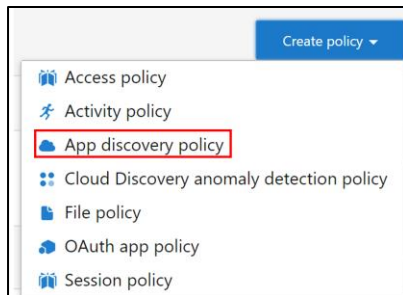 Create policy
Access policy
Activity policy
App discovery policy
Cloud Discovery anomaly detection policy
File policy
OAuth app policy
Session policy